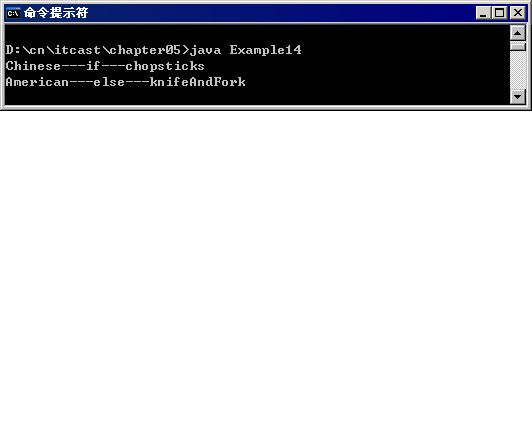 命令提示符
D:\cn\itcast\chapter05>java Example14
Chinese---if---chopsticks
American---else---knifeAndFork